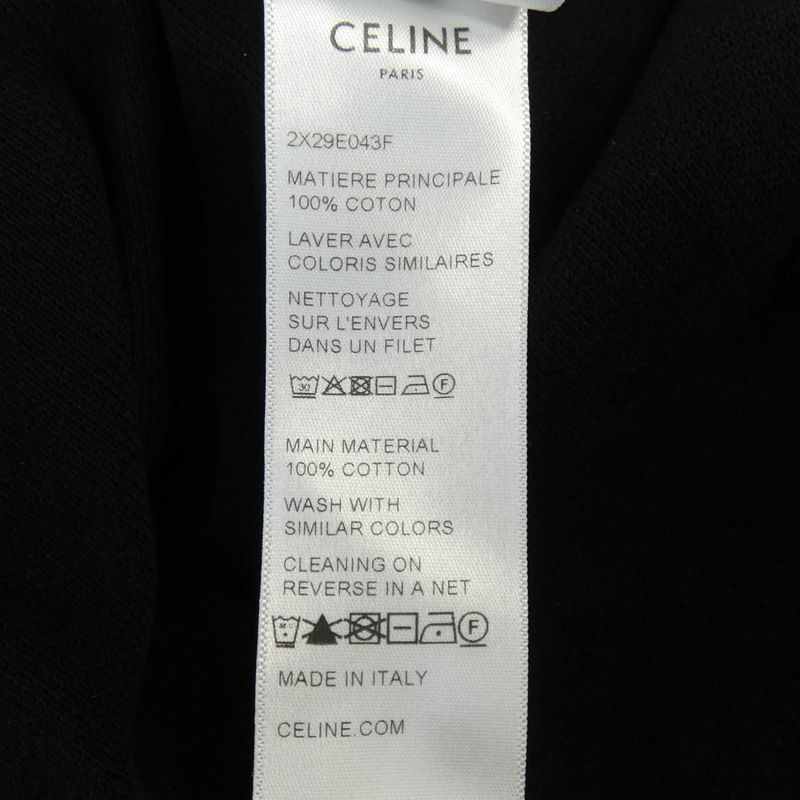 CELINE
PARIS
2X29E043F
MATIERE PRINCIPALE
100% COTON
LAVER AVEC
COLORIS SIMILAIRES
NETTOYAGE
SUR L'ENVERS
DANS UN FILET
30 F
MAIN MATERIAL
100% COTTON
WASH WITH
SIMILAR COLORS
CLEANING ON
REVERSE IN A NET
F
MADE IN ITALY
CELINE.COM